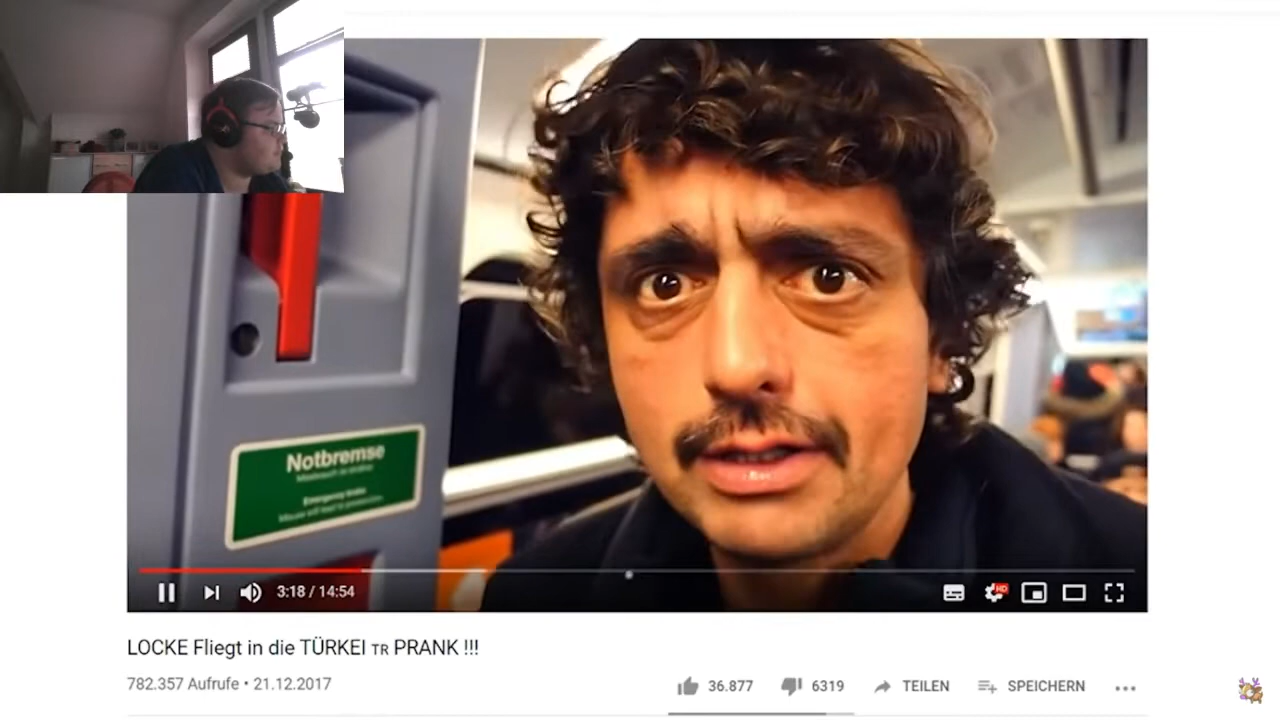 Notbremse
Emergency brake
3:18 / 14:54
HD
LOCKE Fliegt in die TÜRKEI TR PRANK !!!
782.357 Aufrufe • 21.12.2017
36.877
6319
TEILEN
SPEICHERN